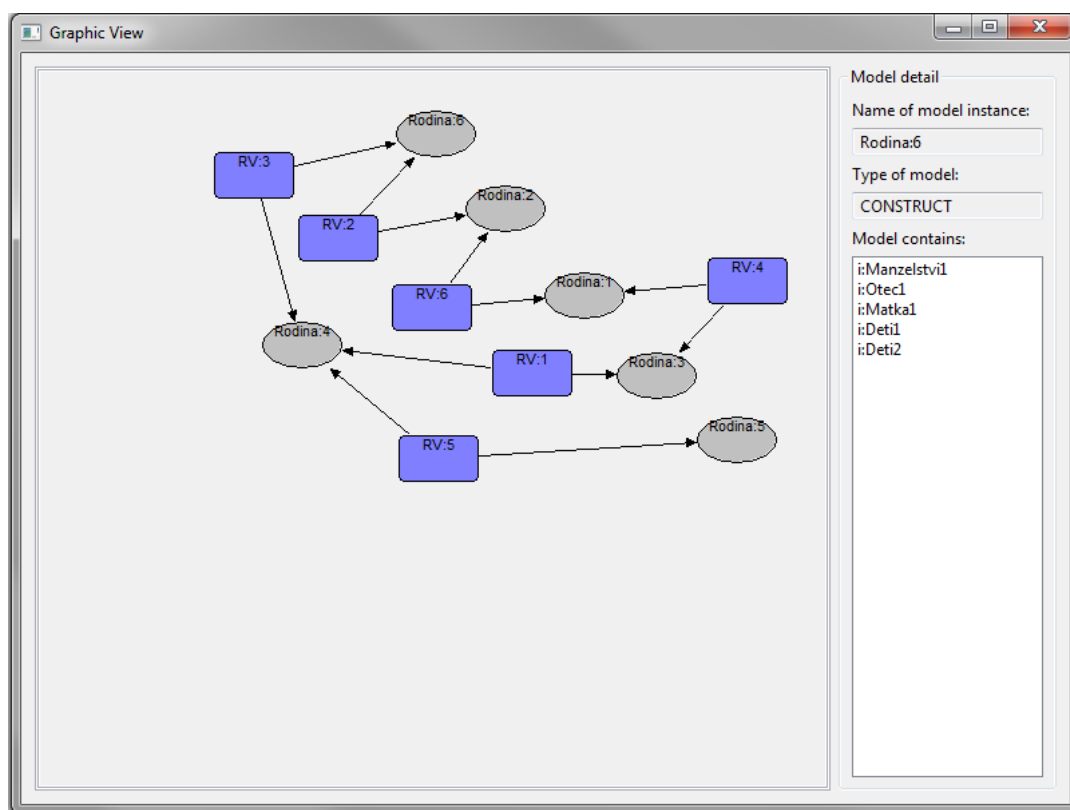 Graphic View
Rodina:6
RV:3
Rodina:2
RV:2
RV:4
Rodina:1
RV:6
Rodina:4
RV:1
Rodina:3
Rodina:5
RV:5
Model detail
Name of model instance:
Rodina:6
Type of model:
CONSTRUCT
Model contains:
i:Manzelstvi1
i:Otec1
i:Matka1
i:Deti1
i:Deti2